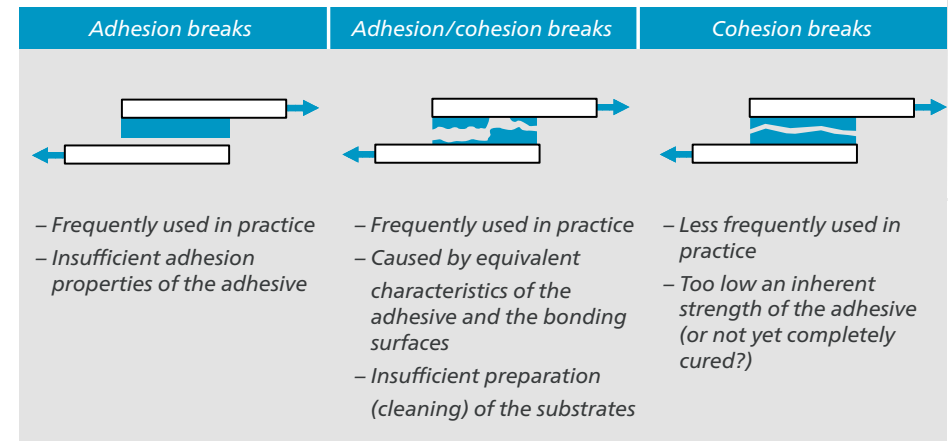 Adhesion breaks
Adhesion/cohesion breaks
Cohesion breaks
– Frequently used in practice
– Insufficient adhesion
properties of the adhesive
– Frequently used in practice
– Caused by equivalent
characteristics of the
adhesive and the bonding
surfaces
– Insufficient preparation
(cleaning) of the substrates
– Less frequently used in
practice
– Too low an inherent
strength of the adhesive
(or not yet completely
cured?)